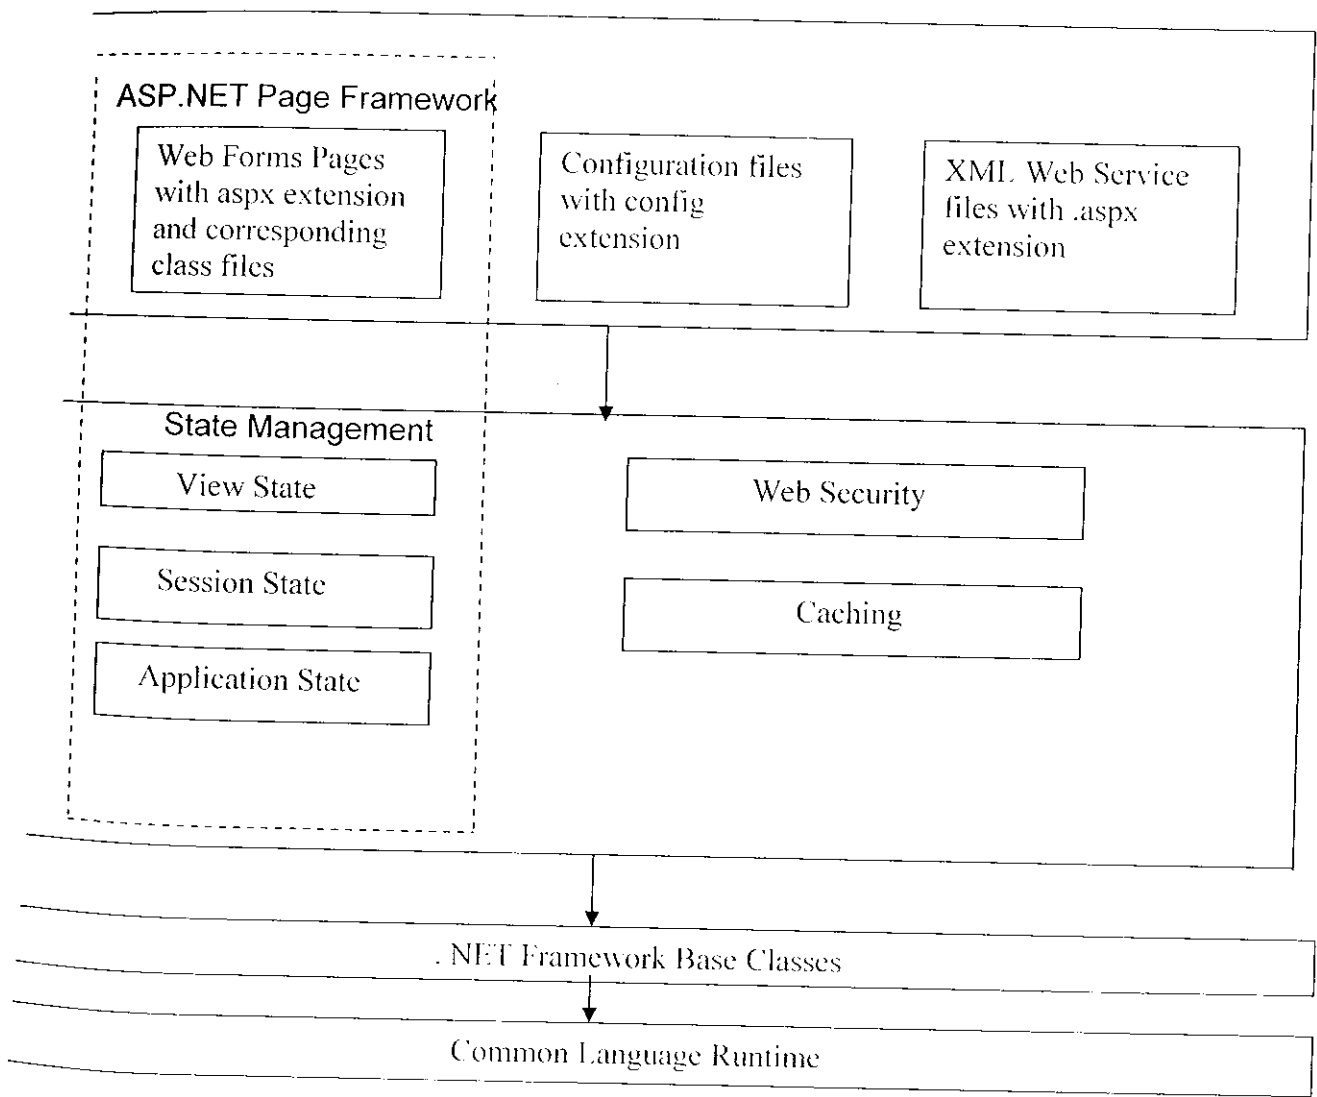 ASP.NET Page Framework
Web Forms Pages
with aspx extension
and corresponding
class files
Configuration files
with config
extension
XML Web Service
files with .aspx
extension
State Management
View State
Session State
Application State
Web Security
Caching
. NET Framework Base Classes
Common Language Runtime